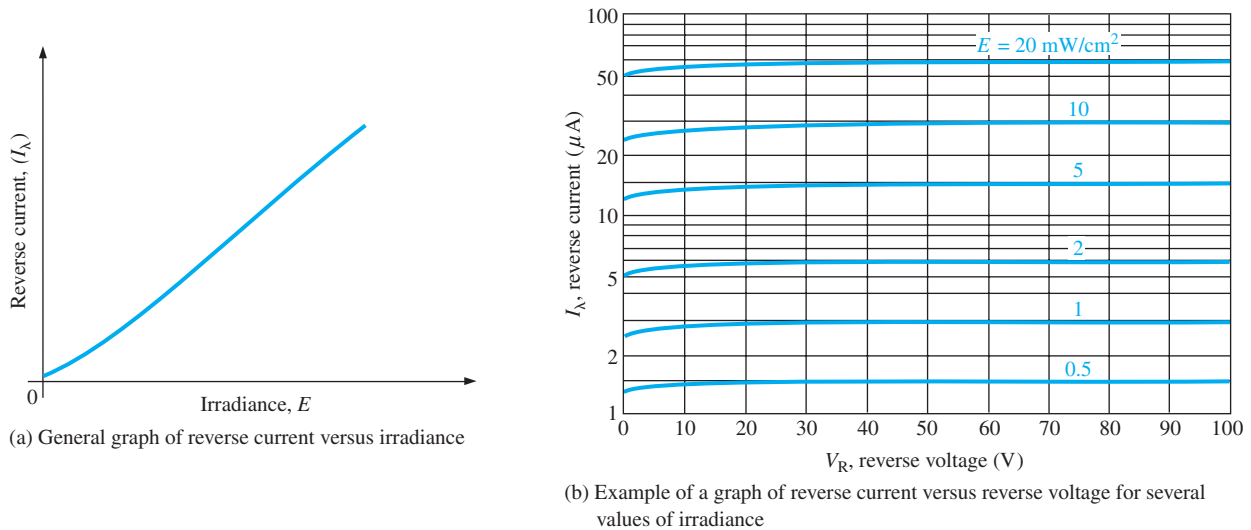 Reverse current, (Iλ)
0
Irradiance, E
(a) General graph of reverse current versus irradiance
Iλ, reverse current (μA)
100
50
20
10
5
2
1
E = 20 mW/cm²
10
5
2
1
0.5
0 10 20 30 40 50 60 70 80 90 100
VR, reverse voltage (V)
(b) Example of a graph of reverse current versus reverse voltage for several
values of irradiance